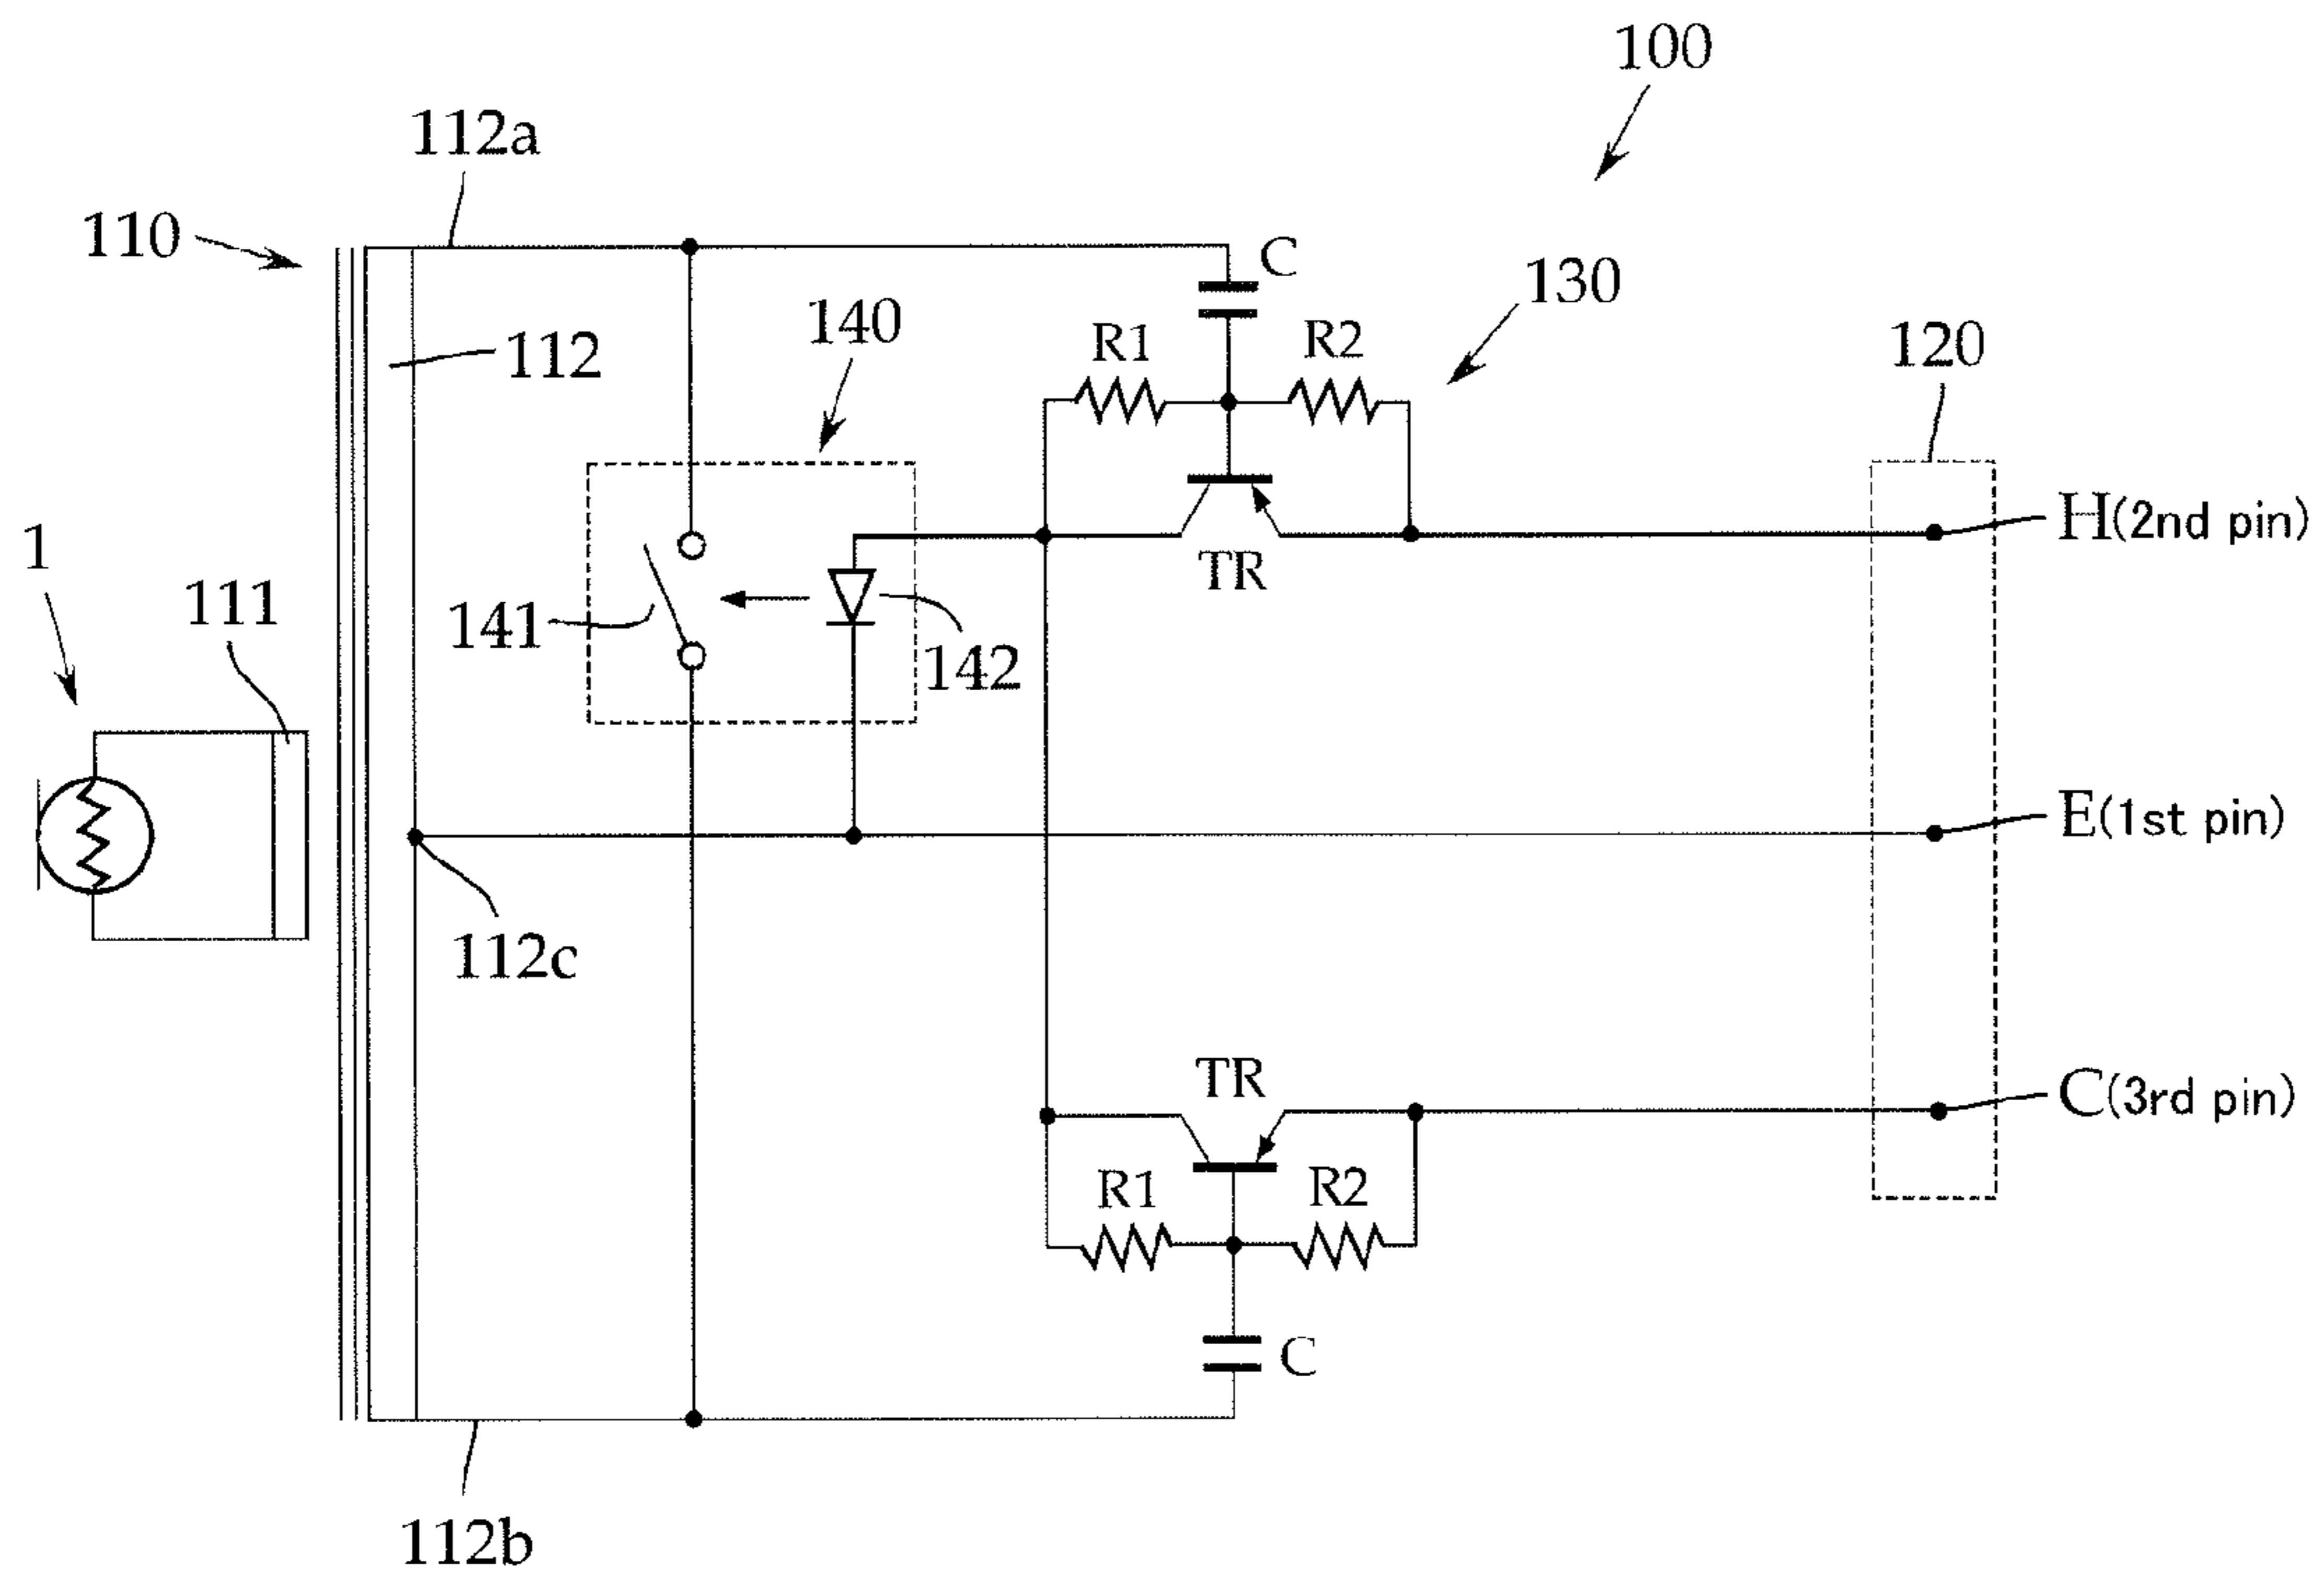 100
112a
110
C
130
140
R1
R2
112
120
H(2nd pin)
1
TR
111
141
142
E(1st pin)
112c
TR
C(3rd pin)
R1
R2
C
112b